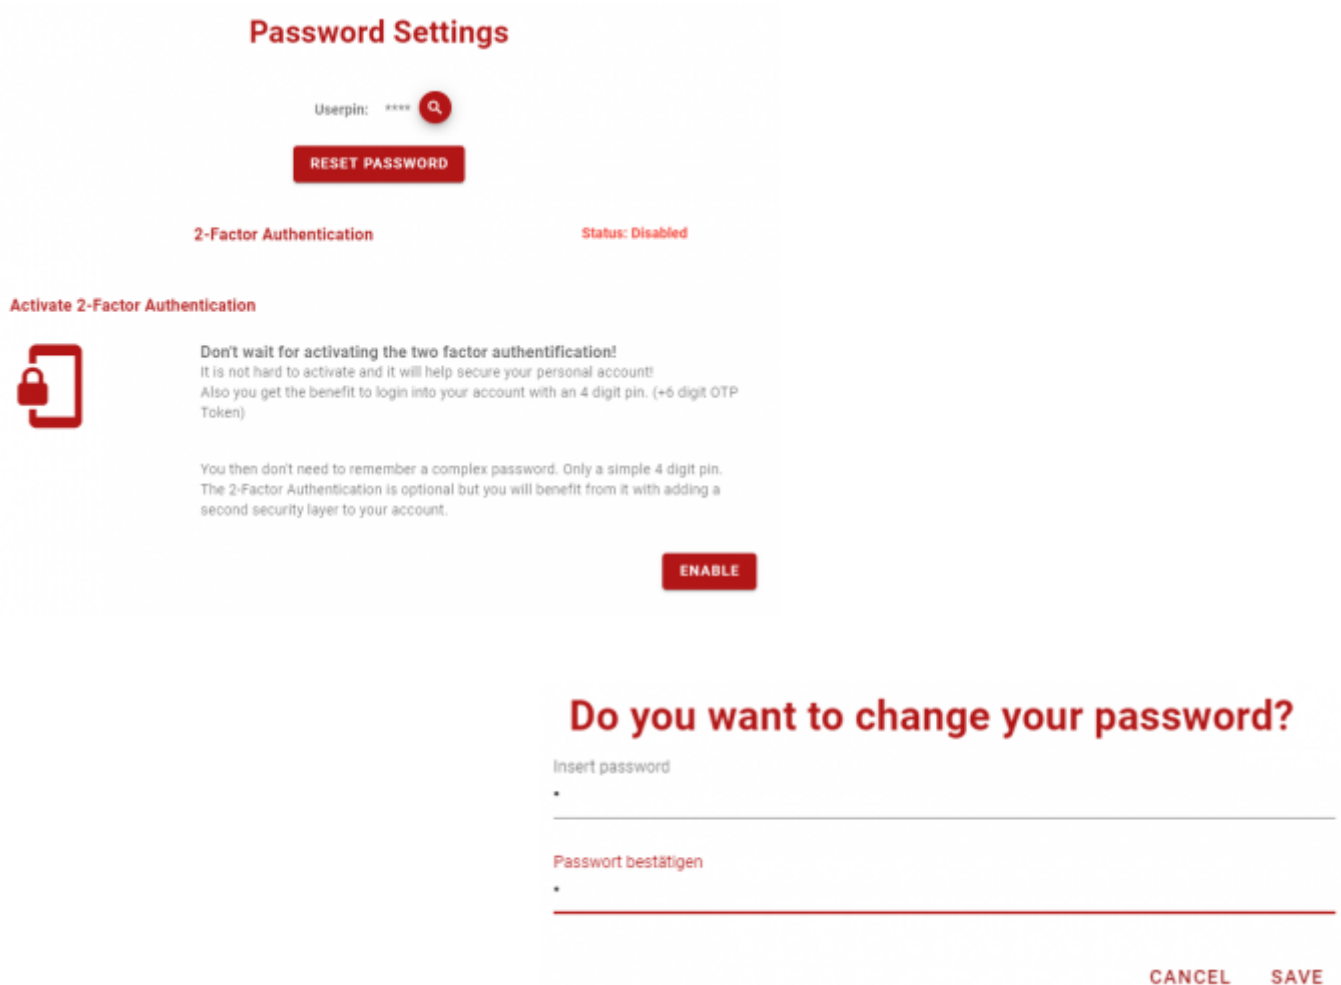 Password Settings
Userpin: ****
RESET PASSWORD
2-Factor Authentication Status: Disabled
Activate 2-Factor Authentication
Don't wait for activating the two factor authentification!
It is not hard to activate and it will help secure your personal account!
Also you get the benefit to login into your account with an 4 digit pin. (+6 digit OTP
Token)
You then don't need to remember a complex password. Only a simple 4 digit pin.
The 2-Factor Authentication is optional but you will benefit from it with adding a
second security layer to your account.
ENABLE
Do you want to change your password?
Insert password
•
Passwort bestätigen
•
CANCEL SAVE